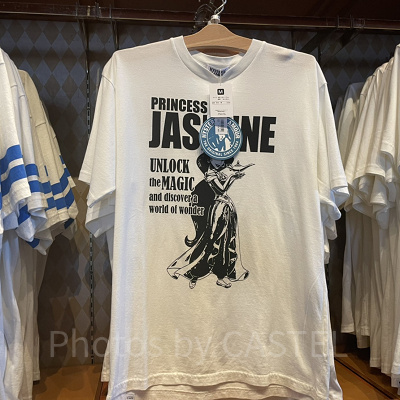 PRINCESS
JASMINE
UNLOCK
the MAGIC
and discover a
world of wonder
M
Photos by CASTEL